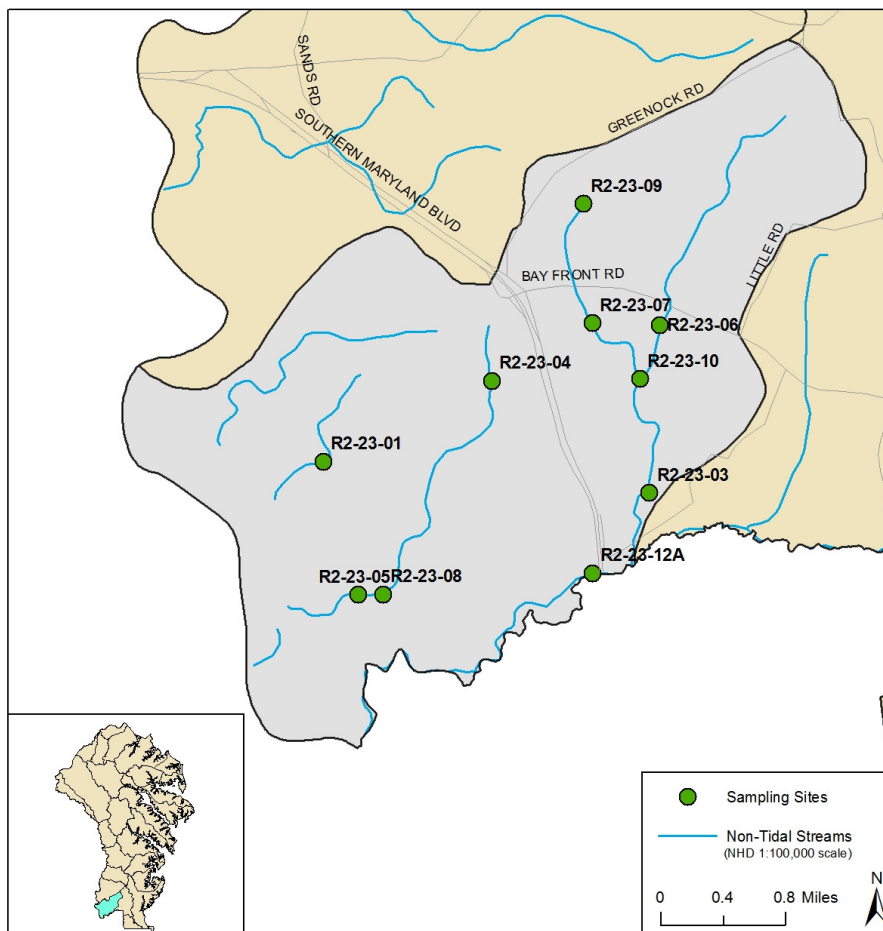 SANDS RD
GREENOCK RD
SOUTHERN MARYLAND BLVD
R2-23-09
LITTLE RD
BAY FRONT RD
R2-23-07
R2-23-06
R2-23-04
R2-23-10
R2-23-01
R2-23-03
R2-23-12A
R2-23-05
R2-23-08
Sampling Sites
Non-Tidal Streams
(NHD 1:100,000 scale)
N
0 0.4 0.8 Miles